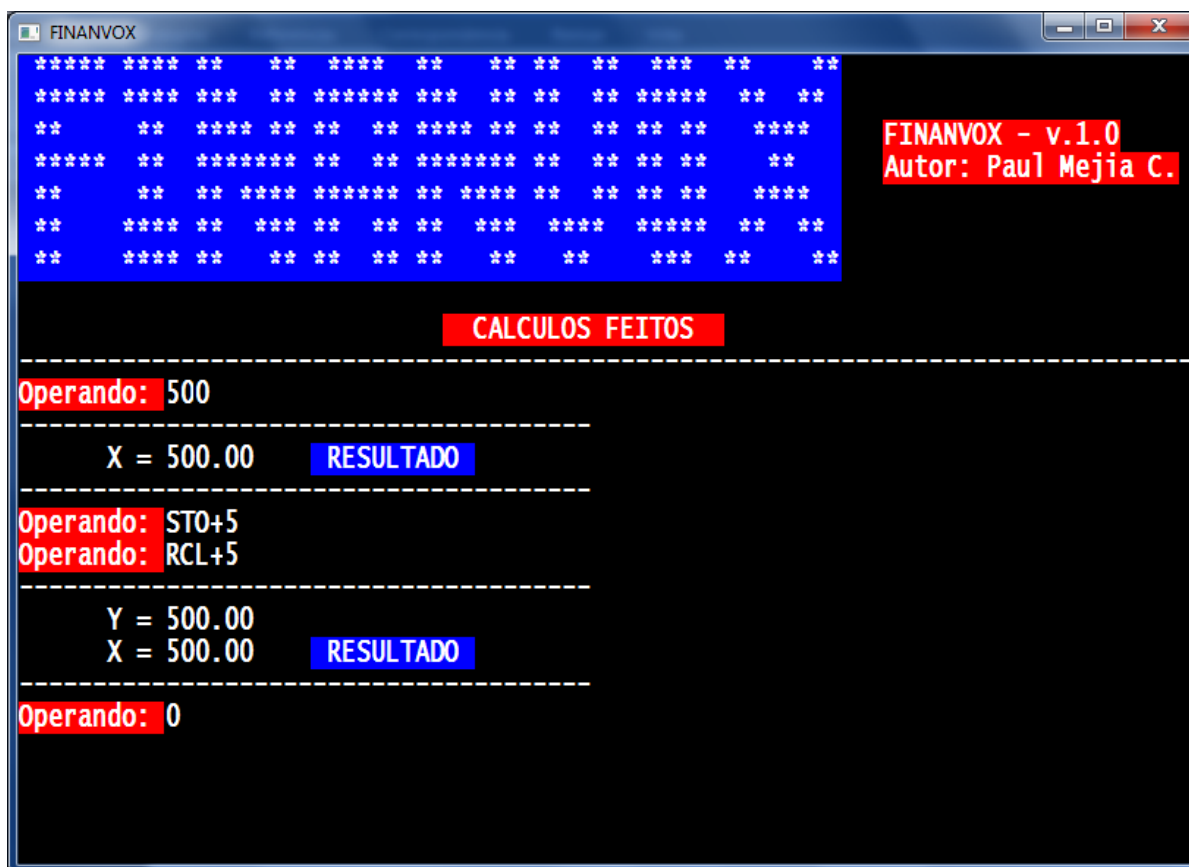 FINANVOX
***** **** **   **  ****  **   ** **  **  ***  **    **
***** **** ***  ** ****** ***  ** **  ** *****  **  **
**     **  **** ** **  ** **** ** **  ** ** **   ****
FINANVOX - v.1.0
*****  **  ******* **  ** ******* **  ** ** **    **
Autor: Paul Mejia C.
**     **  ** **** ****** ** **** **  ** ** **   ****
**    **** **  *** **  ** **  ***  ****  *****  **  **
**    **** **   ** **  ** **   **   **    ***  **    **
CALCULOS FEITOS
--------------------------------------------------------------------------------
Operando: 500
---------------------------------------
X = 500.00 RESULTADO
---------------------------------------
Operando: STO+5
Operando: RCL+5
---------------------------------------
Y = 500.00
X = 500.00 RESULTADO
---------------------------------------
Operando: 0